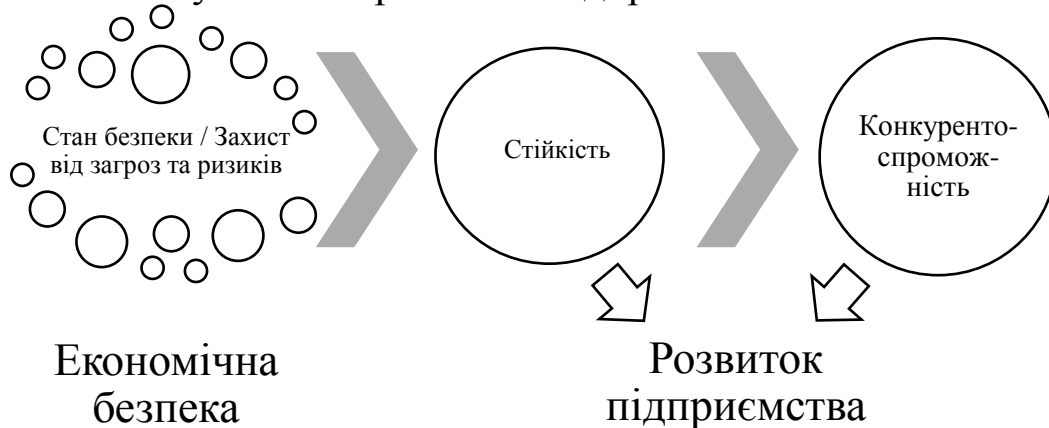 Стан безпеки / Захист
від загроз та ризиків
Стійкість
Конкуренто-
спромож-
ність
Економічна
безпека
Розвиток
підприємства